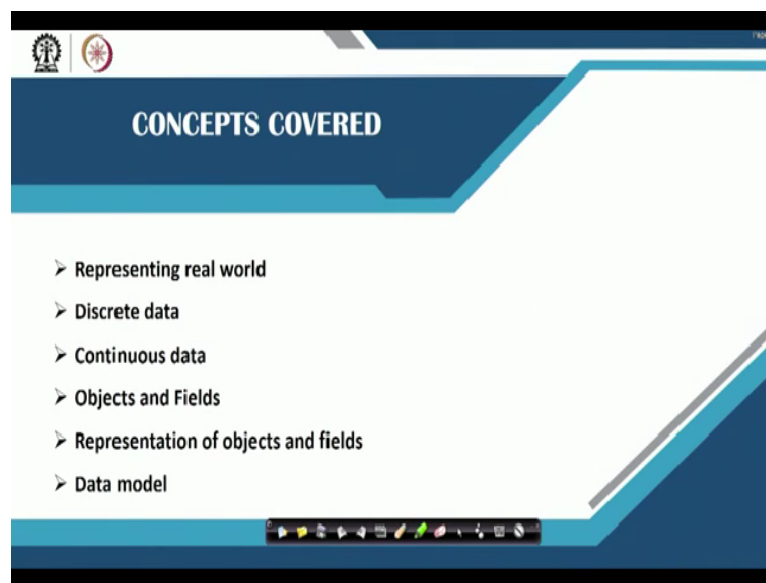 CONCEPTS COVERED
Representing real world
Discrete data
Continuous data
Objects and Fields
Representation of objects and fields
Data model